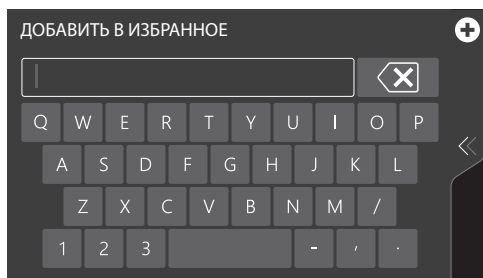 ДОБАВИТЬ В ИЗБРАННОЕ
Q W E R T Y U I O P
A S D F G H J K L
Z X C V B N M /
1 2 3 - , .